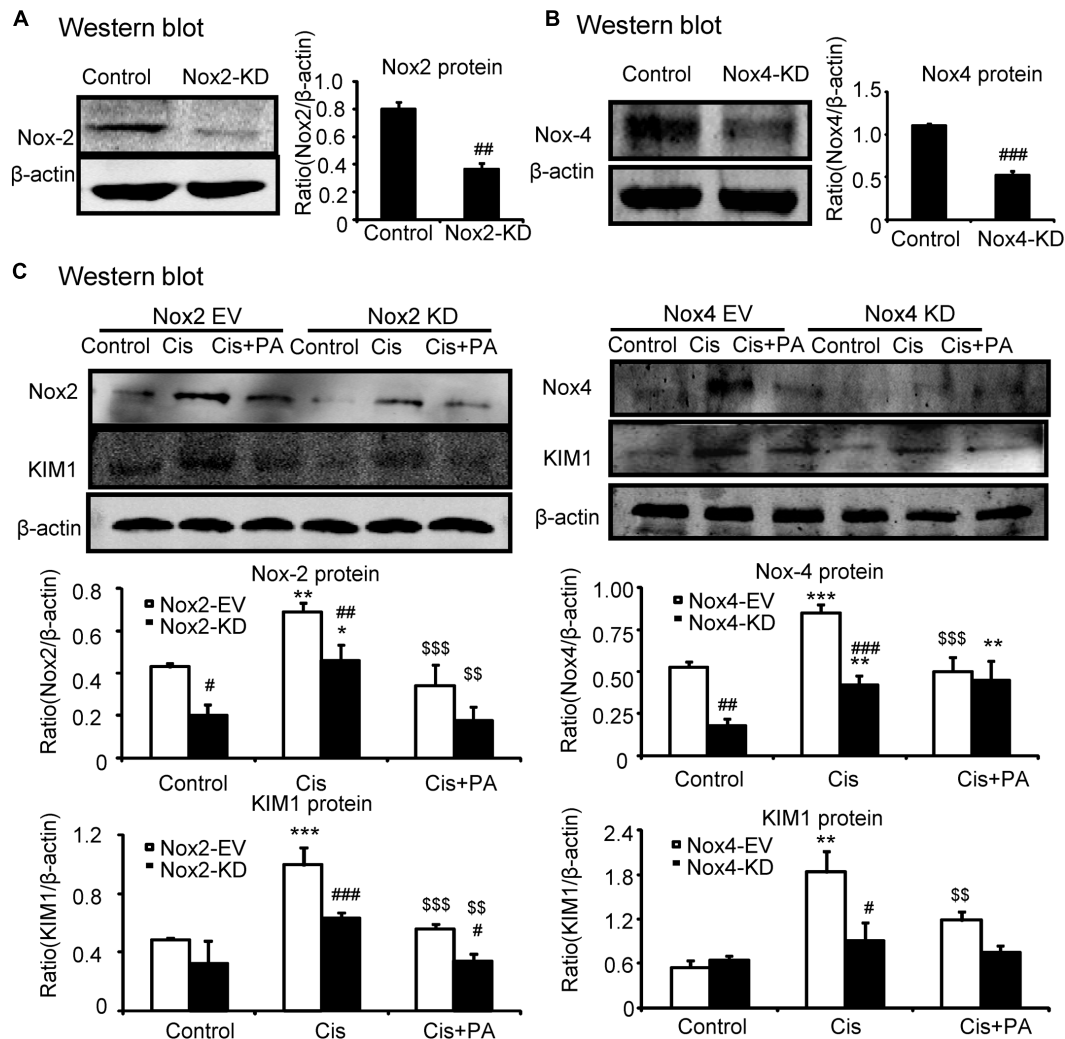 A Western blot
Control Nox2-KD
Nox-2
β-actin
Nox2 protein
Ratio(Nox2/β-actin)
1.0
0.8
0.6
0.4
0.2
0
##
Control Nox2-KD
B Western blot
Control Nox4-KD
Nox-4
β-actin
Nox4 protein
Ratio(Nox4/β-actin)
1.5
1.0
0.5
0
###
Control Nox4-KD
C Western blot
Nox2 EV Nox2 KD
Control Cis Cis+PA Control Cis Cis+PA
Nox2
KIM1
β-actin
Nox4 EV Nox4 KD
Control Cis Cis+PA Control Cis Cis+PA
Nox4
KIM1
β-actin
Nox-2 protein
Ratio(Nox2/β-actin)
0.8
0.6
0.4
0.2
0
Nox2-EV
Nox2-KD
# ** ## * $$$ $$
Control Cis Cis+PA
Nox-4 protein
Ratio(Nox4/β-actin)
1.00
0.75
0.50
0.25
0
Nox4-EV
Nox4-KD
## *** ### ** $$$ **
Control Cis Cis+PA
KIM1 protein
Ratio(KIM1/β-actin)
1.2
0.8
0.4
0
Nox2-EV
Nox2-KD
*** ### $$$ $$ #
Control Cis Cis+PA
KIM1 protein
Ratio(KIM1/β-actin)
2.4
1.8
1.2
0.6
0
Nox4-EV
Nox4-KD
** # $$
Control Cis Cis+PA